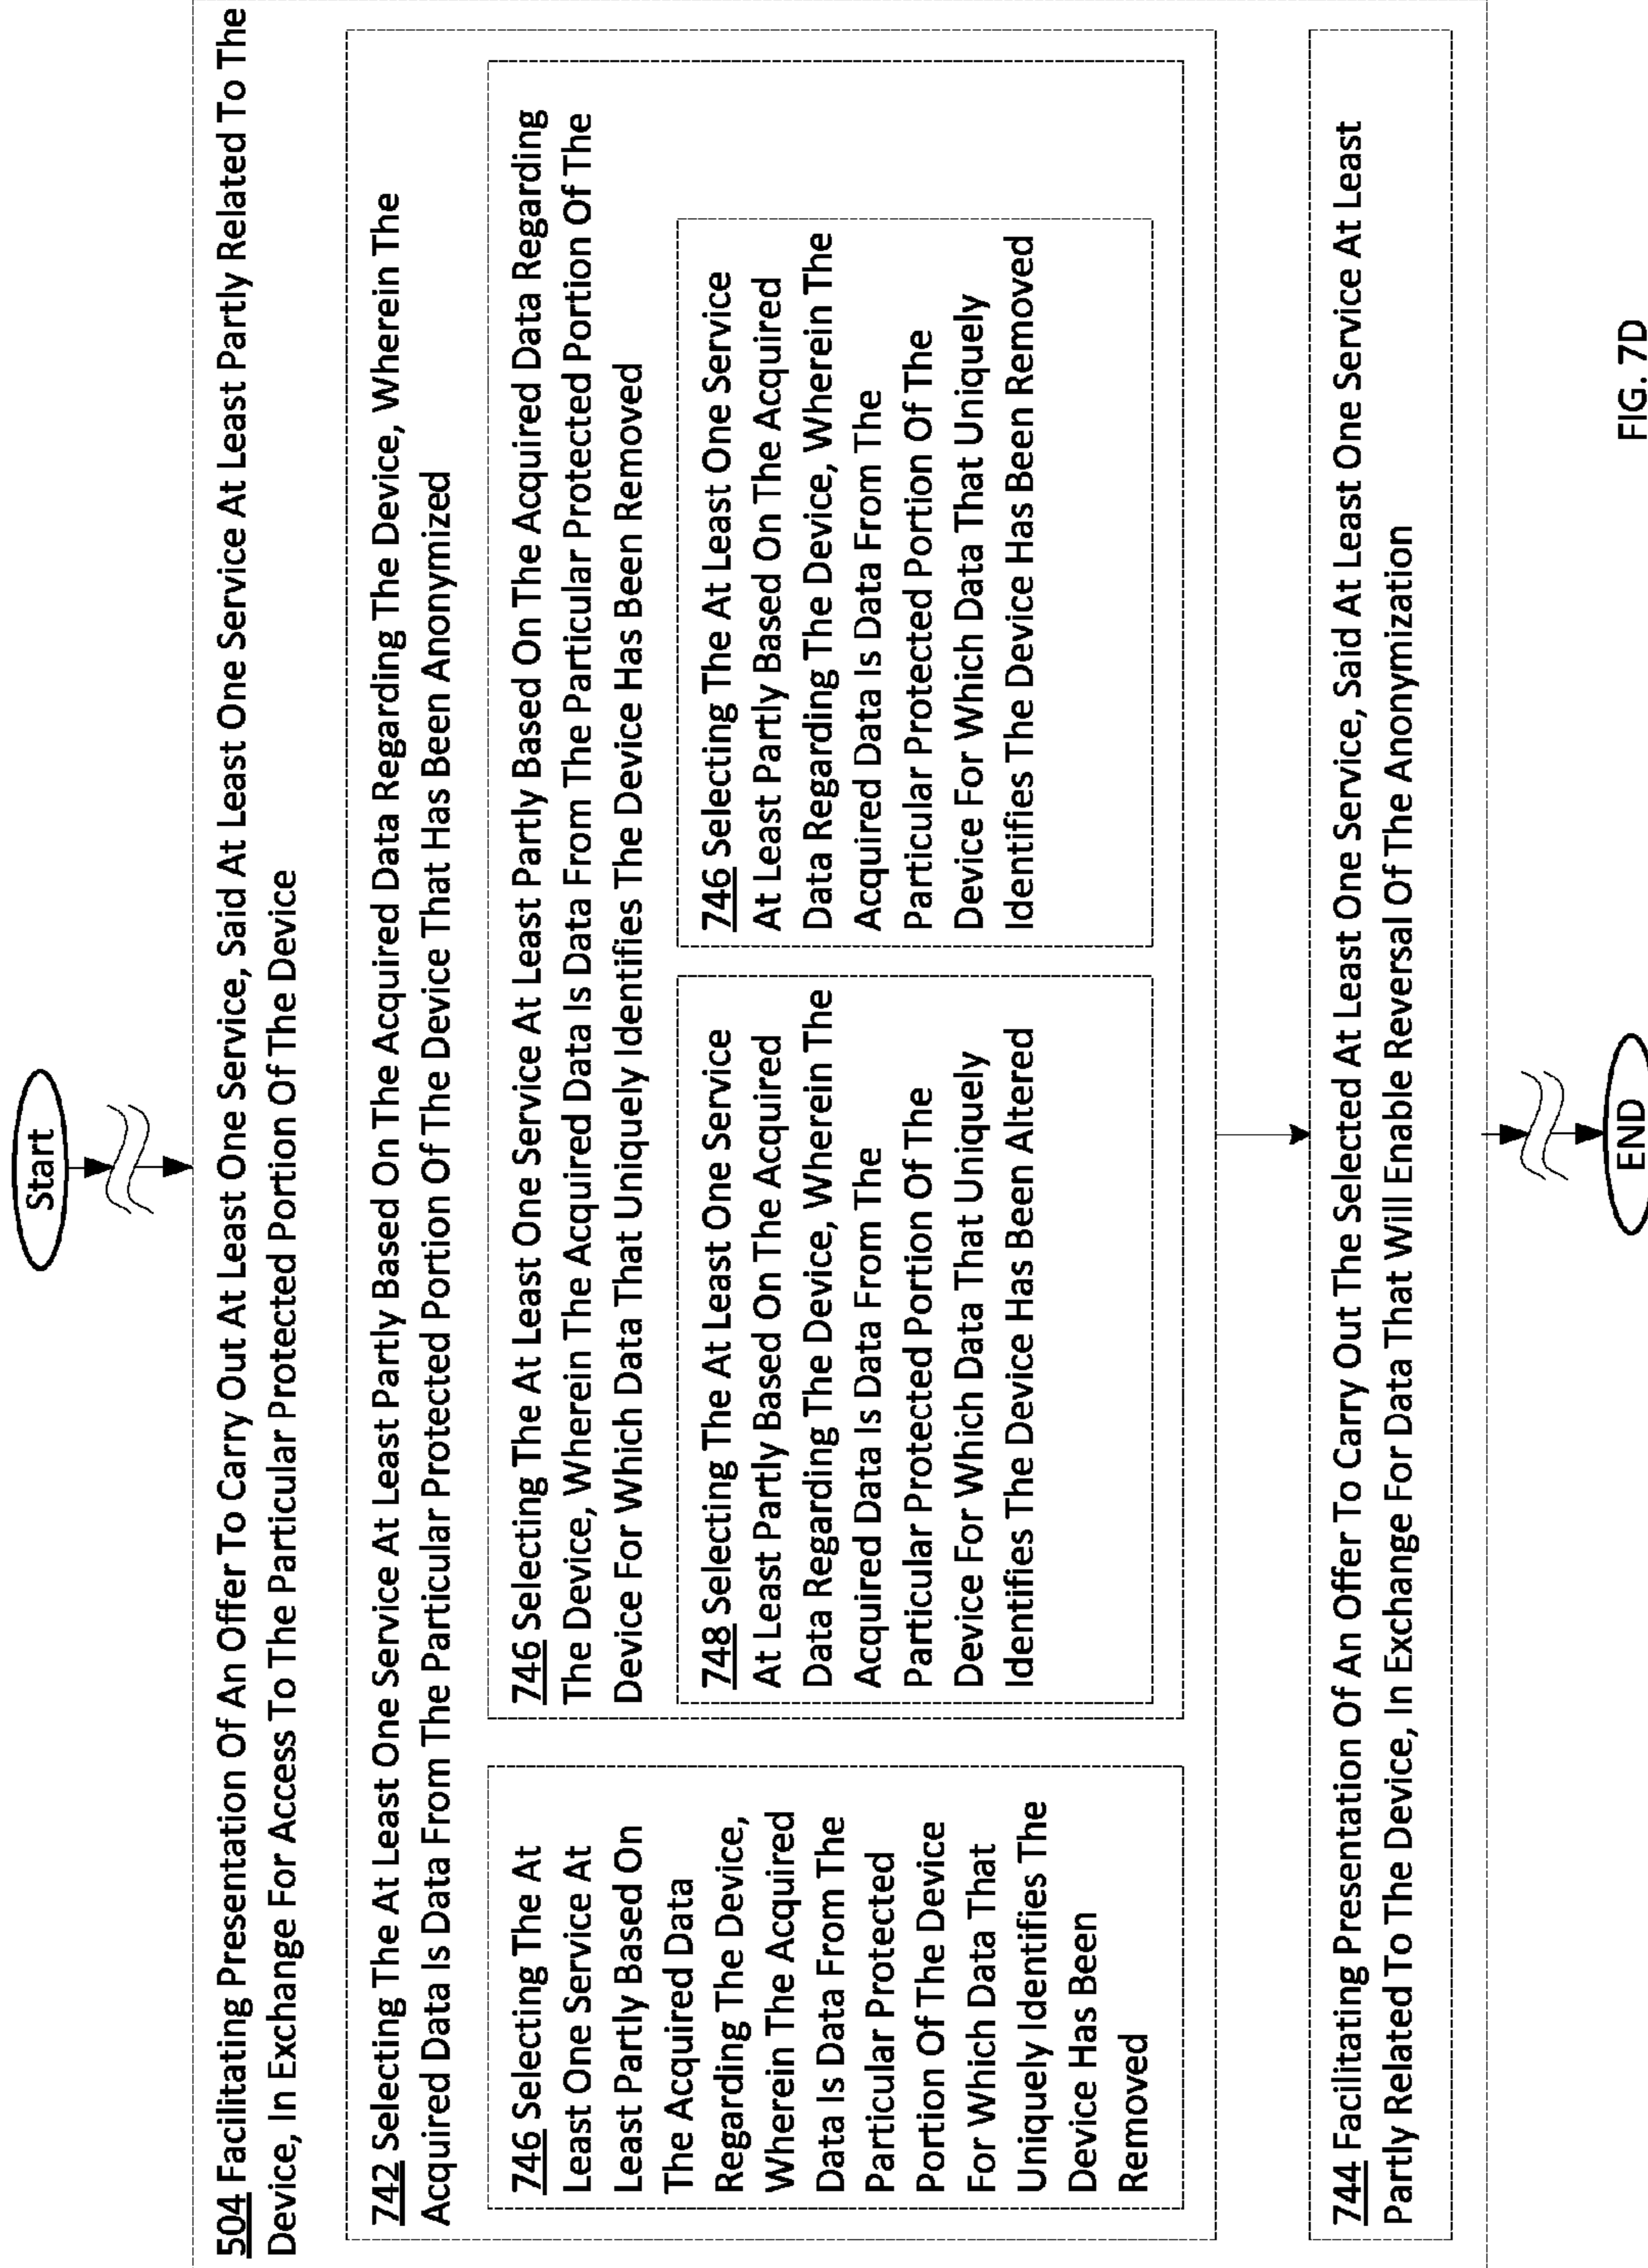 Start
504 Facilitating Presentation Of An Offer To Carry Out At Least One Service, Said At Least One Service At Least Partly Related To The
Device, In Exchange For Access To The Particular Protected Portion Of The Device
742 Selecting The At Least One Service At Least Partly Based On The Acquired Data Regarding The Device, Wherein The
Acquired Data Is Data From The Particular Protected Portion Of The Device That Has Been Anonymized
746 Selecting The At
Least One Service At
Least Partly Based On
The Acquired Data
Regarding The Device,
Wherein The Acquired
Data Is Data From The
Particular Protected
Portion Of The Device
For Which Data That
Uniquely Identifies The
Device Has Been
Removed
746 Selecting The At Least One Service At Least Partly Based On The Acquired Data Regarding
The Device, Wherein The Acquired Data Is Data From The Particular Protected Portion Of The
Device For Which Data That Uniquely Identifies The Device Has Been Removed
748 Selecting The At Least One Service
At Least Partly Based On The Acquired
Data Regarding The Device, Wherein The
Acquired Data Is Data From The
Particular Protected Portion Of The
Device For Which Data That Uniquely
Identifies The Device Has Been Altered
746 Selecting The At Least One Service
At Least Partly Based On The Acquired
Data Regarding The Device, Wherein The
Acquired Data Is Data From The
Particular Protected Portion Of The
Device For Which Data That Uniquely
Identifies The Device Has Been Removed
744 Facilitating Presentation Of An Offer To Carry Out The Selected At Least One Service, Said At Least One Service At Least
Partly Related To The Device, In Exchange For Data That Will Enable Reversal Of The Anonymization
END
FIG. 7D